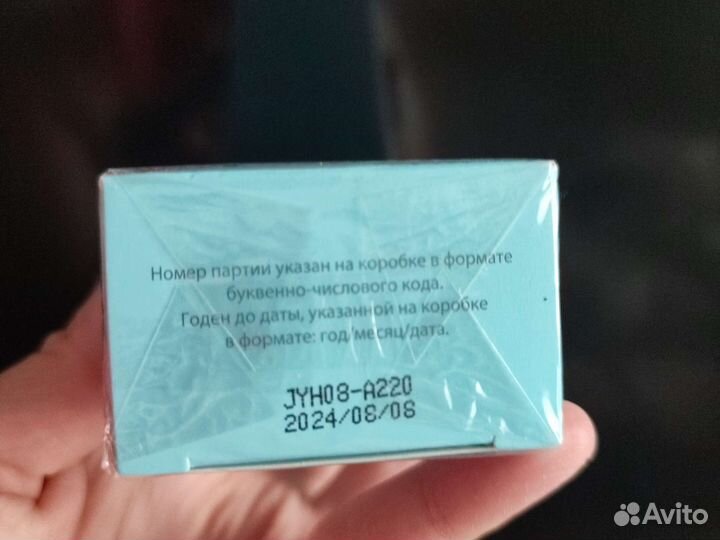 Номер партии указан на коробке в формате
буквенно-числового кода.
Годен до даты, указанной на коробке
в формате: год/месяц/дата.
JYH08-A220
2024/08/08
Avito